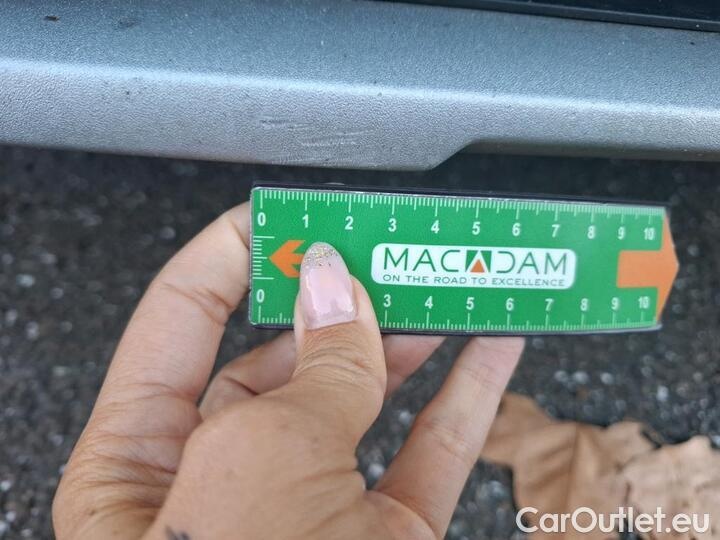 0 1 2 3 4 5 6 7 8 9 10
MACADAM
ON THE ROAD TO EXCELLENCE
0 3 4 5 6 7 8 9 10
CarOutlet.eu